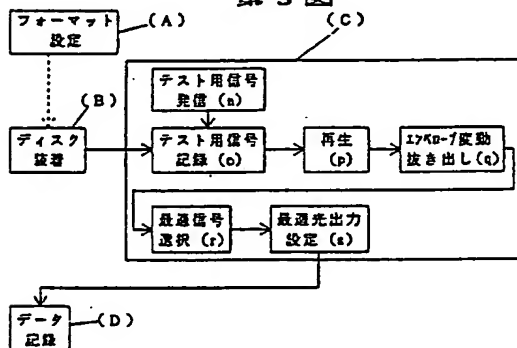 第3図
フォーマット
設定
(A)
(C)
(B)
テスト用信号
発信(n)
ディスク
装着
テスト用信号
記録(o)
再生
(p)
エンベロープ変動
抜き出し(q)
最適信号
選択(r)
最適光出力
設定(s)
データ
記録
(D)